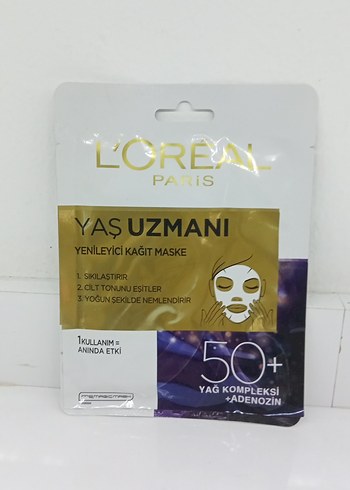 L'ORÉAL
PARIS
YAŞ UZMANI
YENİLEYİCİ KAĞIT MASKE
1. SIKILAŞTIRIR
2. CİLT TONUNU EŞİTLER
3. YOĞUN ŞEKİLDE NEMLENDİRİR
1 KULLANIM =
ANINDA ETKİ
50+
YAĞ KOMPLEKSİ
+ADENOZİN